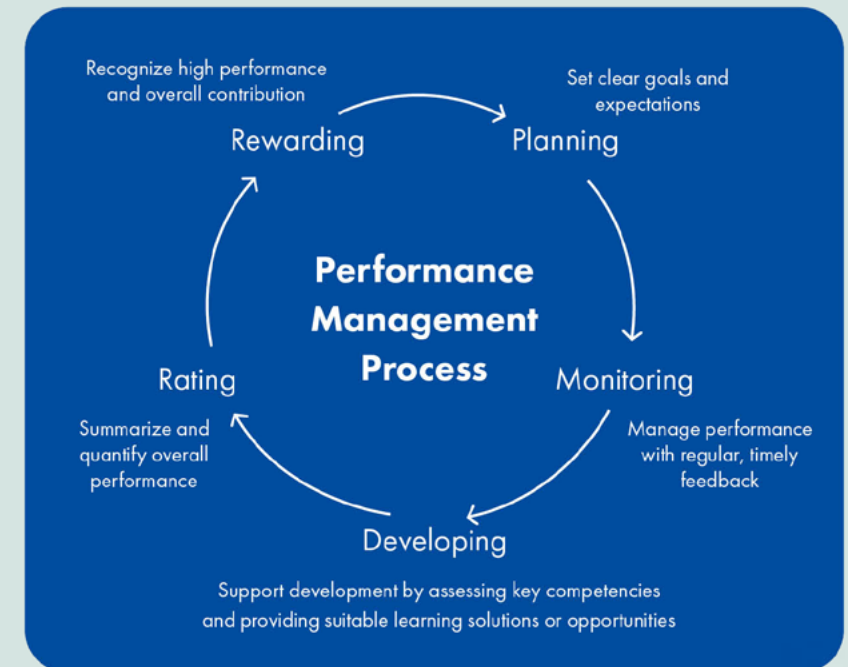 Recognize high performance
and overall contribution
Rewarding
Set clear goals and
expectations
Planning
Performance
Management
Process
Monitoring
Manage performance
with regular, timely
feedback
Developing
Support development by assessing key competencies
and providing suitable learning solutions or opportunities
Rating
Summarize and
quantify overall
performance